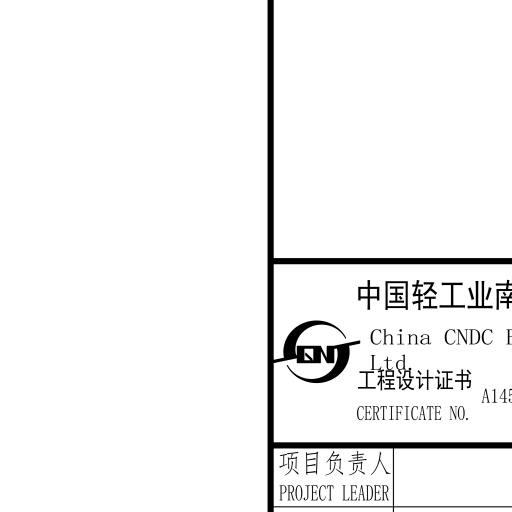 中国轻工业南
China CNDC E
Ltd.
工程设计证书
A145
CERTIFICATE NO.
项目负责人
PROJECT LEADER